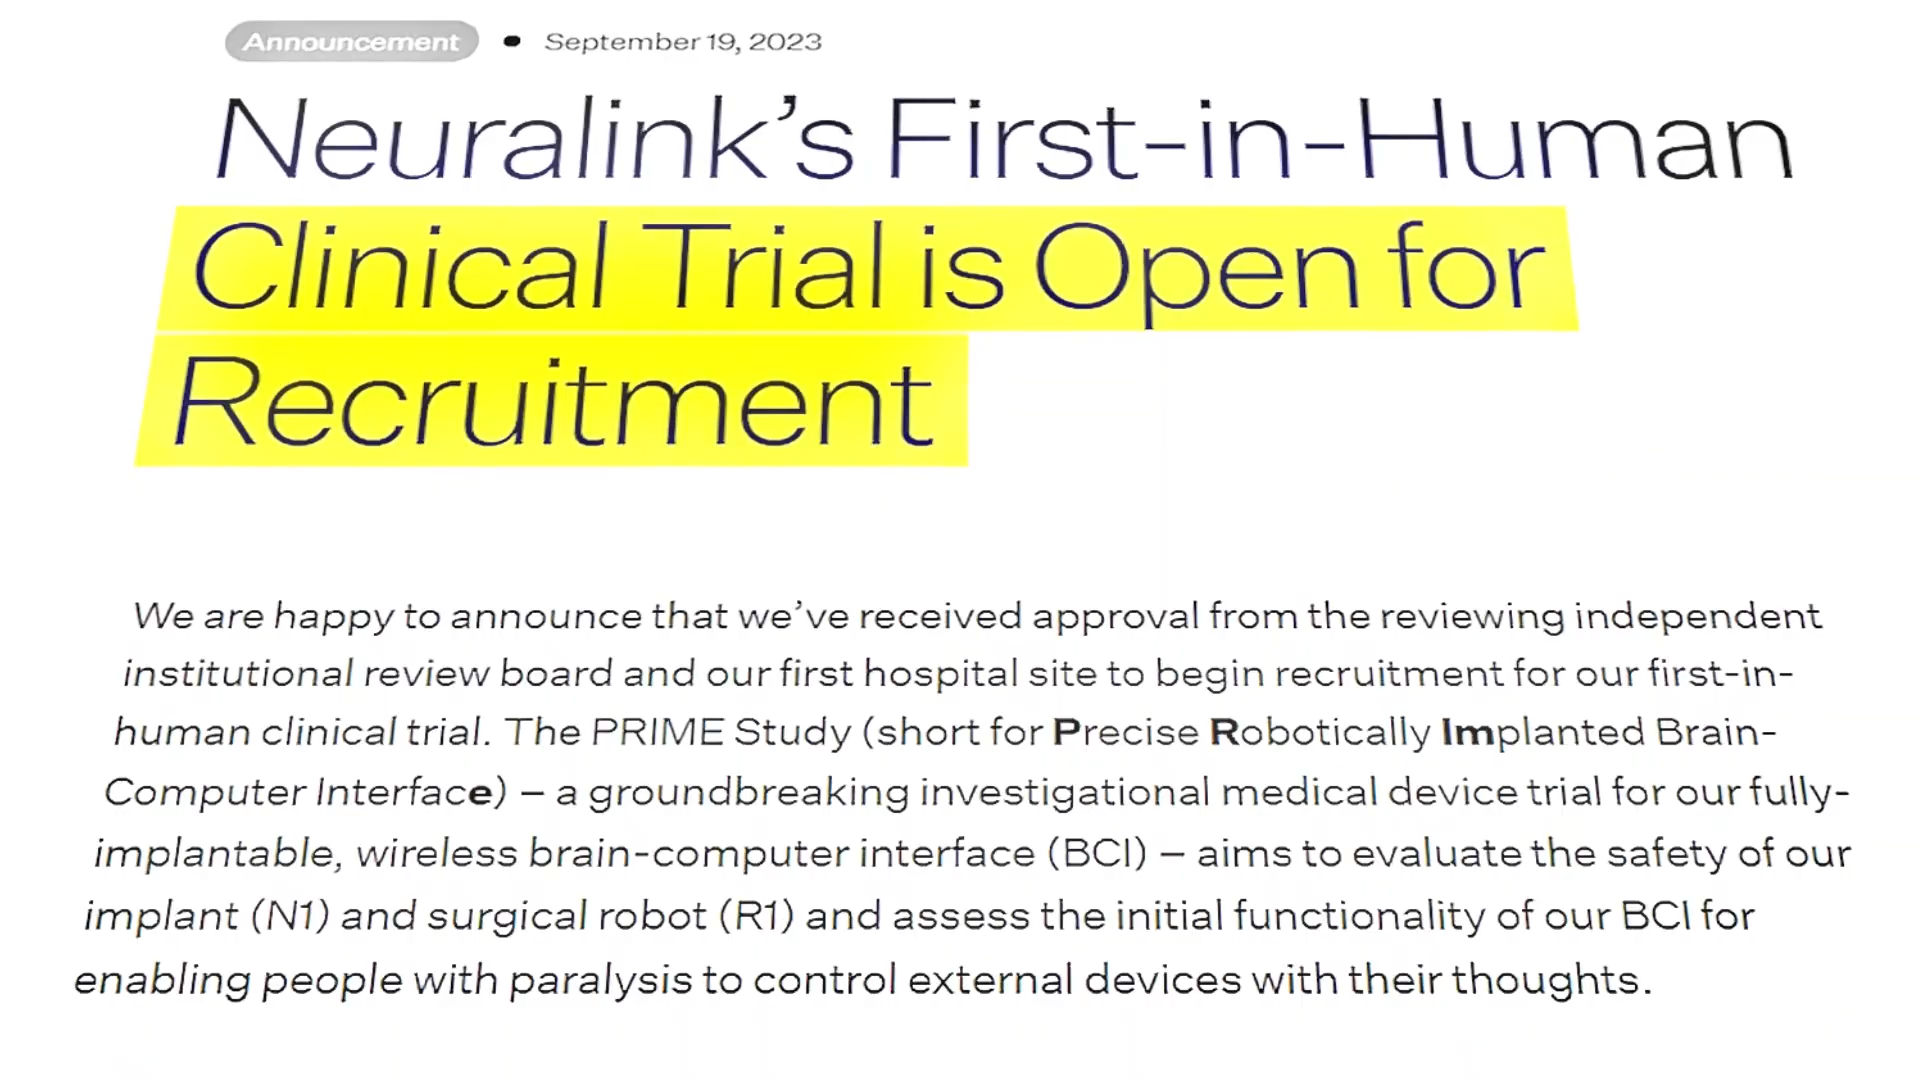 Announcement • September 19, 2023
Neuralink’s First-in-Human
Clinical Trial is Open for
Recruitment
We are happy to announce that we’ve received approval from the reviewing independent
institutional review board and our first hospital site to begin recruitment for our first-in-
human clinical trial. The PRIME Study (short for Precise Robotically Implanted Brain-
Computer Interface) – a groundbreaking investigational medical device trial for our fully-
implantable, wireless brain-computer interface (BCI) – aims to evaluate the safety of our
implant (N1) and surgical robot (R1) and assess the initial functionality of our BCI for
enabling people with paralysis to control external devices with their thoughts.